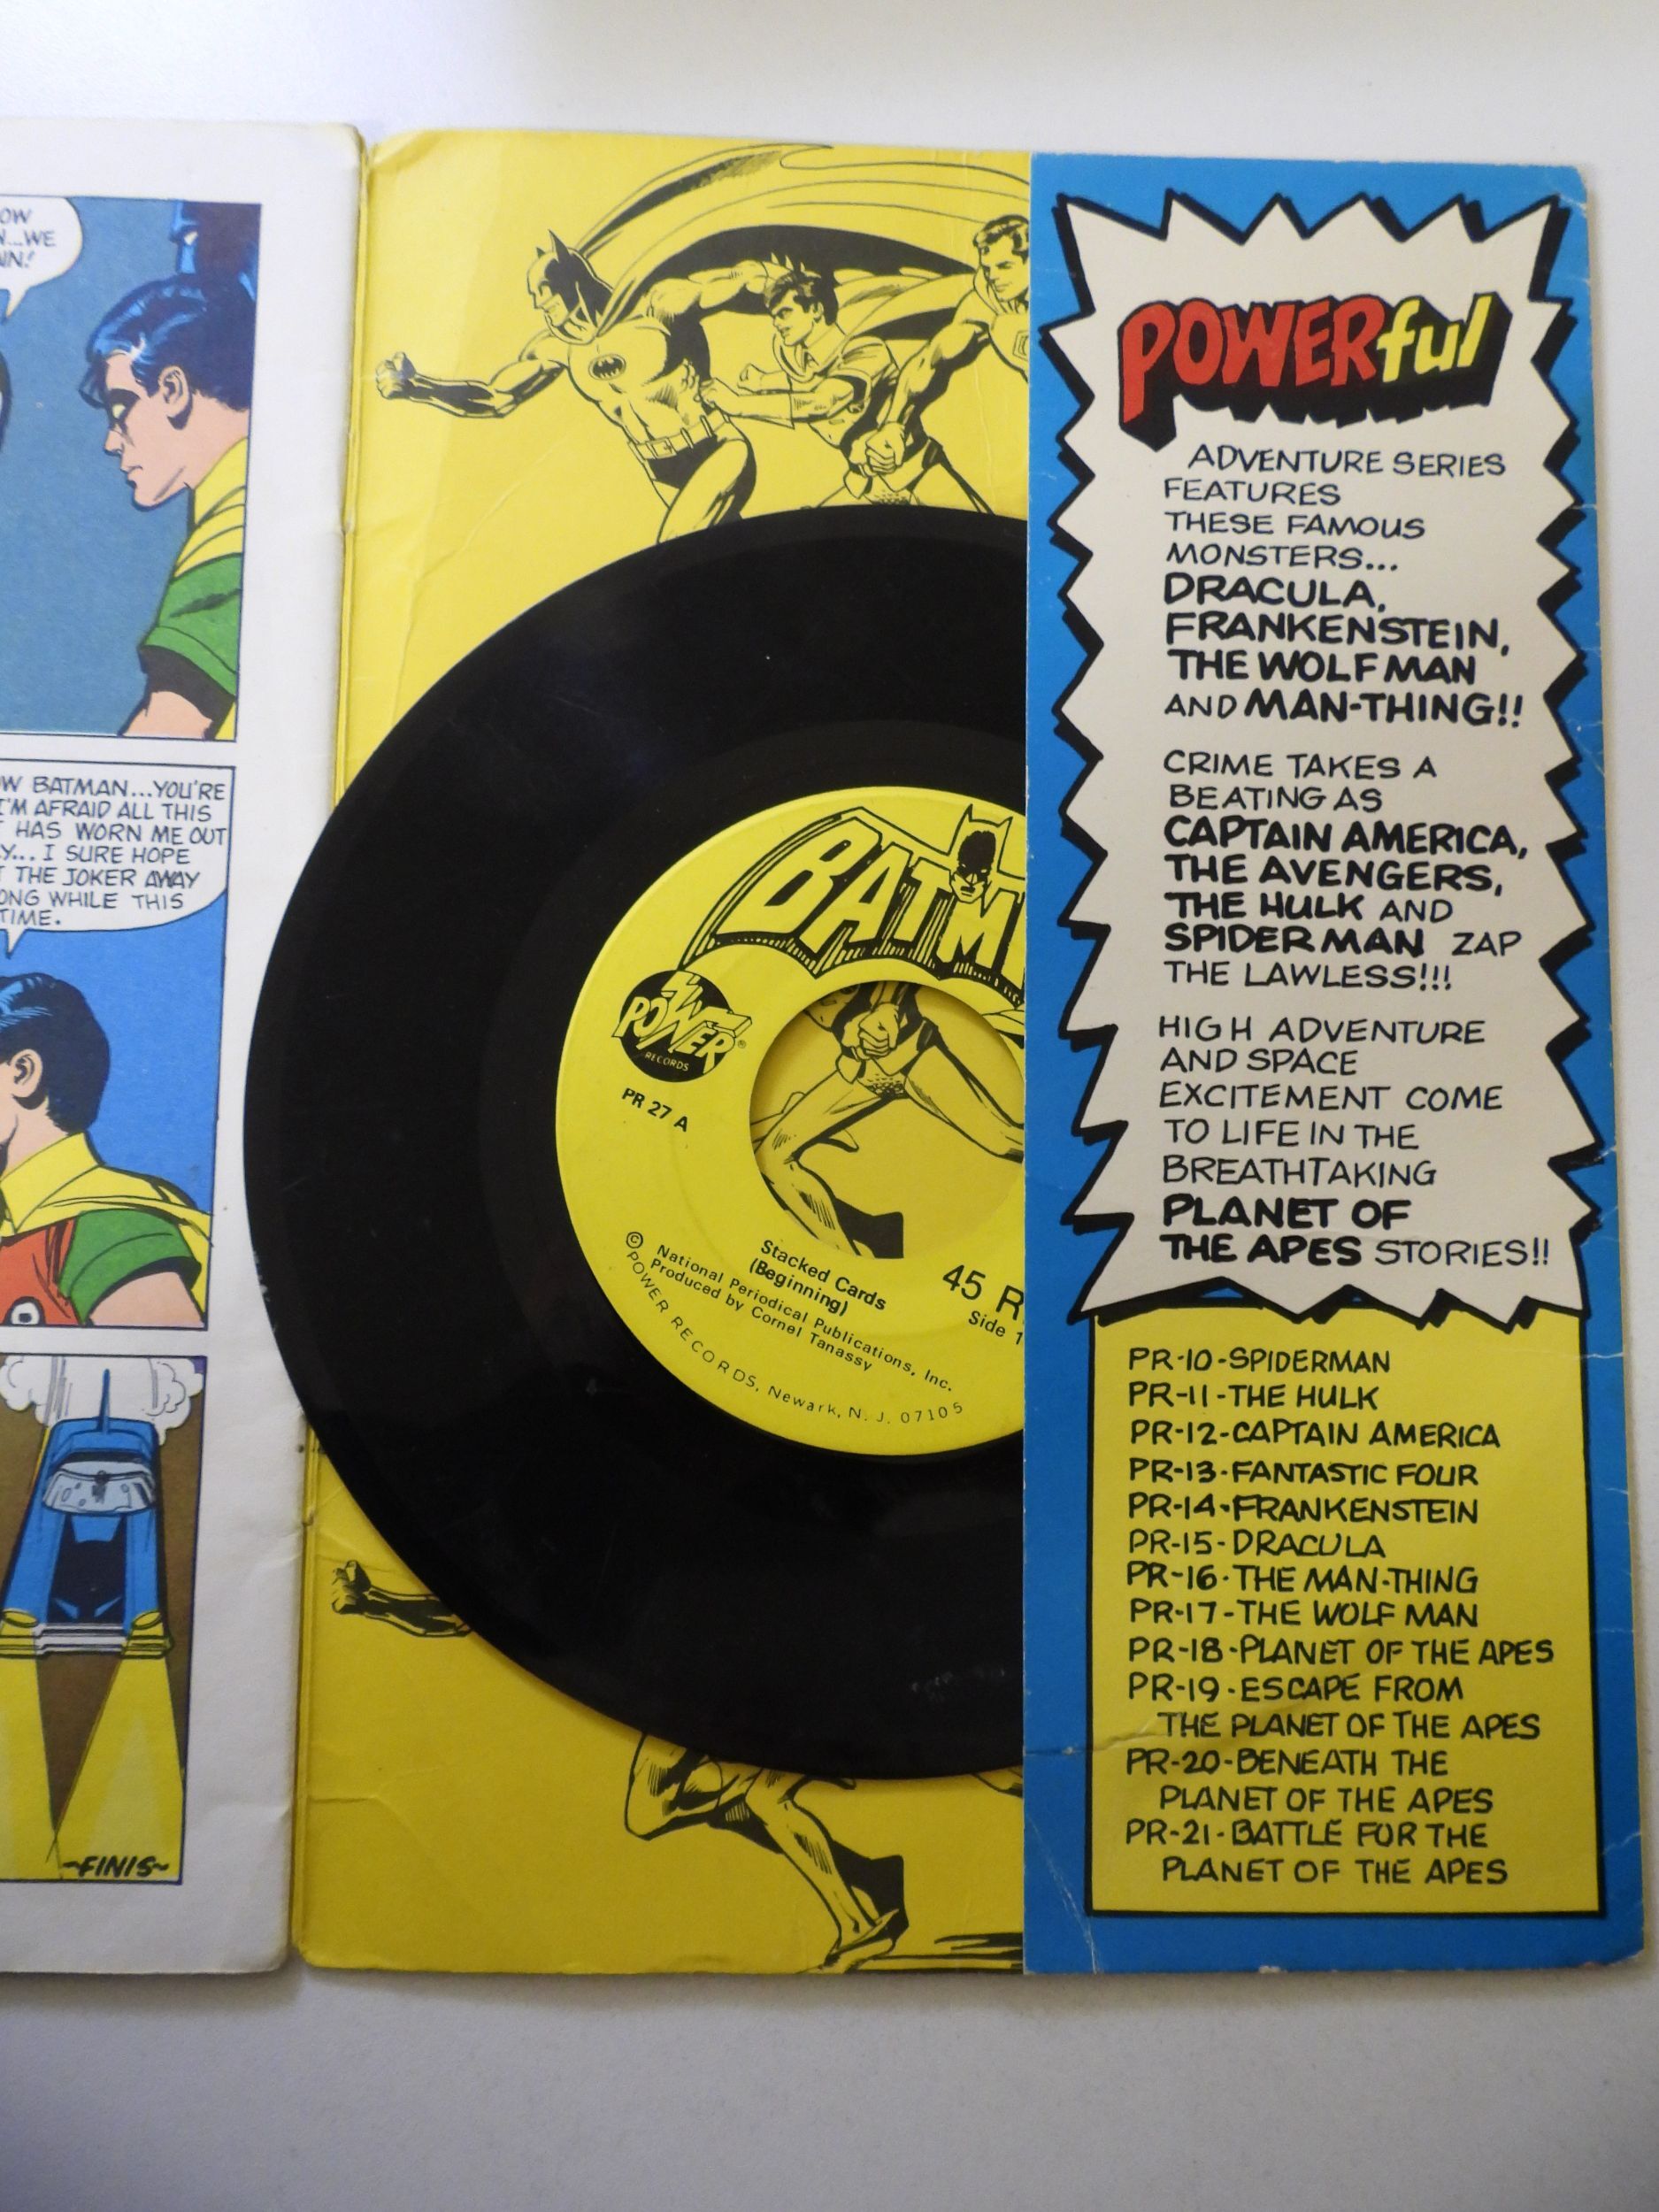 OW
N...WE
IN!
W BATMAN...YOU'RE
I'M AFRAID ALL THIS
HAS WORN ME OUT
Y... I SURE HOPE
T THE JOKER AWAY
ONG WHILE THIS
TIME.
~FINIS~
BATM
POWER®
RECORDS
PR 27 A
Stacked Cards
(Beginning)
45 R
Side 1
© National Periodical Publications, Inc.
Produced by Cornel Tanassy
POWER RECORDS, Newark, N. J. 07105
POWERful
ADVENTURE SERIES
FEATURES
THESE FAMOUS
MONSTERS...
DRACULA,
FRANKENSTEIN,
THE WOLFMAN
AND MAN-THING!!
CRIME TAKES A
BEATING AS
CAPTAIN AMERICA,
THE AVENGERS,
THE HULK AND
SPIDERMAN ZAP
THE LAWLESS!!!
HIGH ADVENTURE
AND SPACE
EXCITEMENT COME
TO LIFE IN THE
BREATHTAKING
PLANET OF
THE APES STORIES!!
PR-10-SPIDERMAN
PR-11-THE HULK
PR-12-CAPTAIN AMERICA
PR-13-FANTASTIC FOUR
PR-14-FRANKENSTEIN
PR-15-DRACULA
PR-16-THE MAN-THING
PR-17-THE WOLF MAN
PR-18-PLANET OF THE APES
PR-19-ESCAPE FROM
THE PLANET OF THE APES
PR-20-BENEATH THE
PLANET OF THE APES
PR-21-BATTLE FOR THE
PLANET OF THE APES